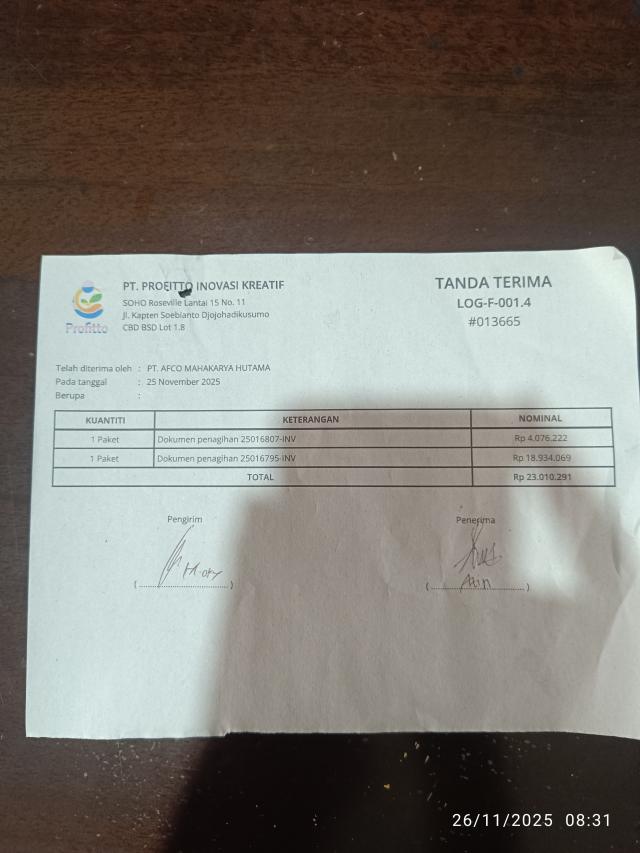 PT. PROFITTO INOVASI KREATIF
SOHO Roseville Lantai 15 No. 11
Jl. Kapten Soebianto Djojohadikusumo
CBD BSD Lot 1.8
Profitto
TANDA TERIMA
LOG-F-001.4
#013665
Telah diterima oleh : PT. AFCO MAHAKARYA HUTAMA
Pada tanggal : 25 November 2025
Berupa :
KUANTITI KETERANGAN NOMINAL
1 Paket Dokumen penagihan 25016807-INV Rp 4.076.222
1 Paket Dokumen penagihan 25016795-INV Rp 18.934.069
TOTAL Rp 23.010.291
Pengirim Penerima
(..............................) (..............................)
26/11/2025 08:31